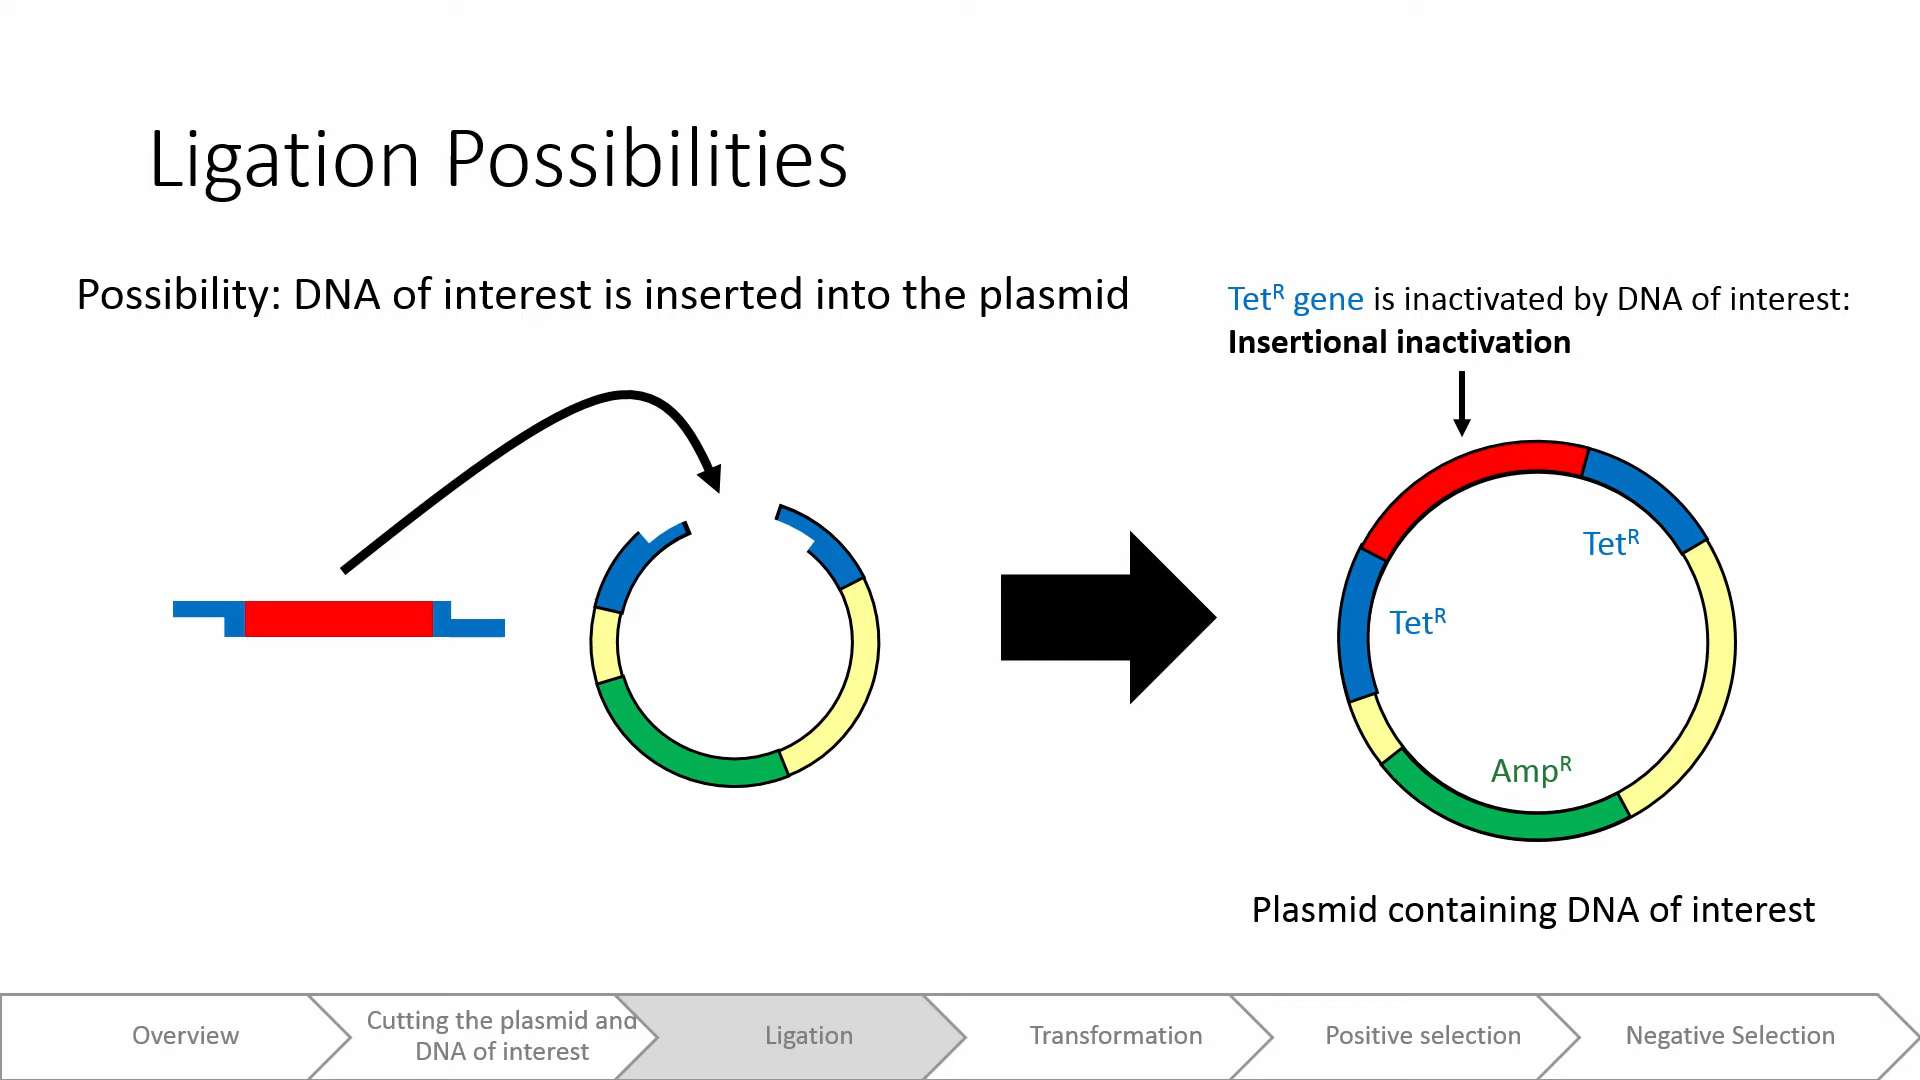 Ligation Possibilities
Possibility: DNA of interest is inserted into the plasmid
Tetᴿ gene is inactivated by DNA of interest:
Insertional inactivation
Tetᴿ
Tetᴿ
Ampᴿ
Plasmid containing DNA of interest
Overview
Cutting the plasmid and
DNA of interest
Ligation
Transformation
Positive selection
Negative Selection